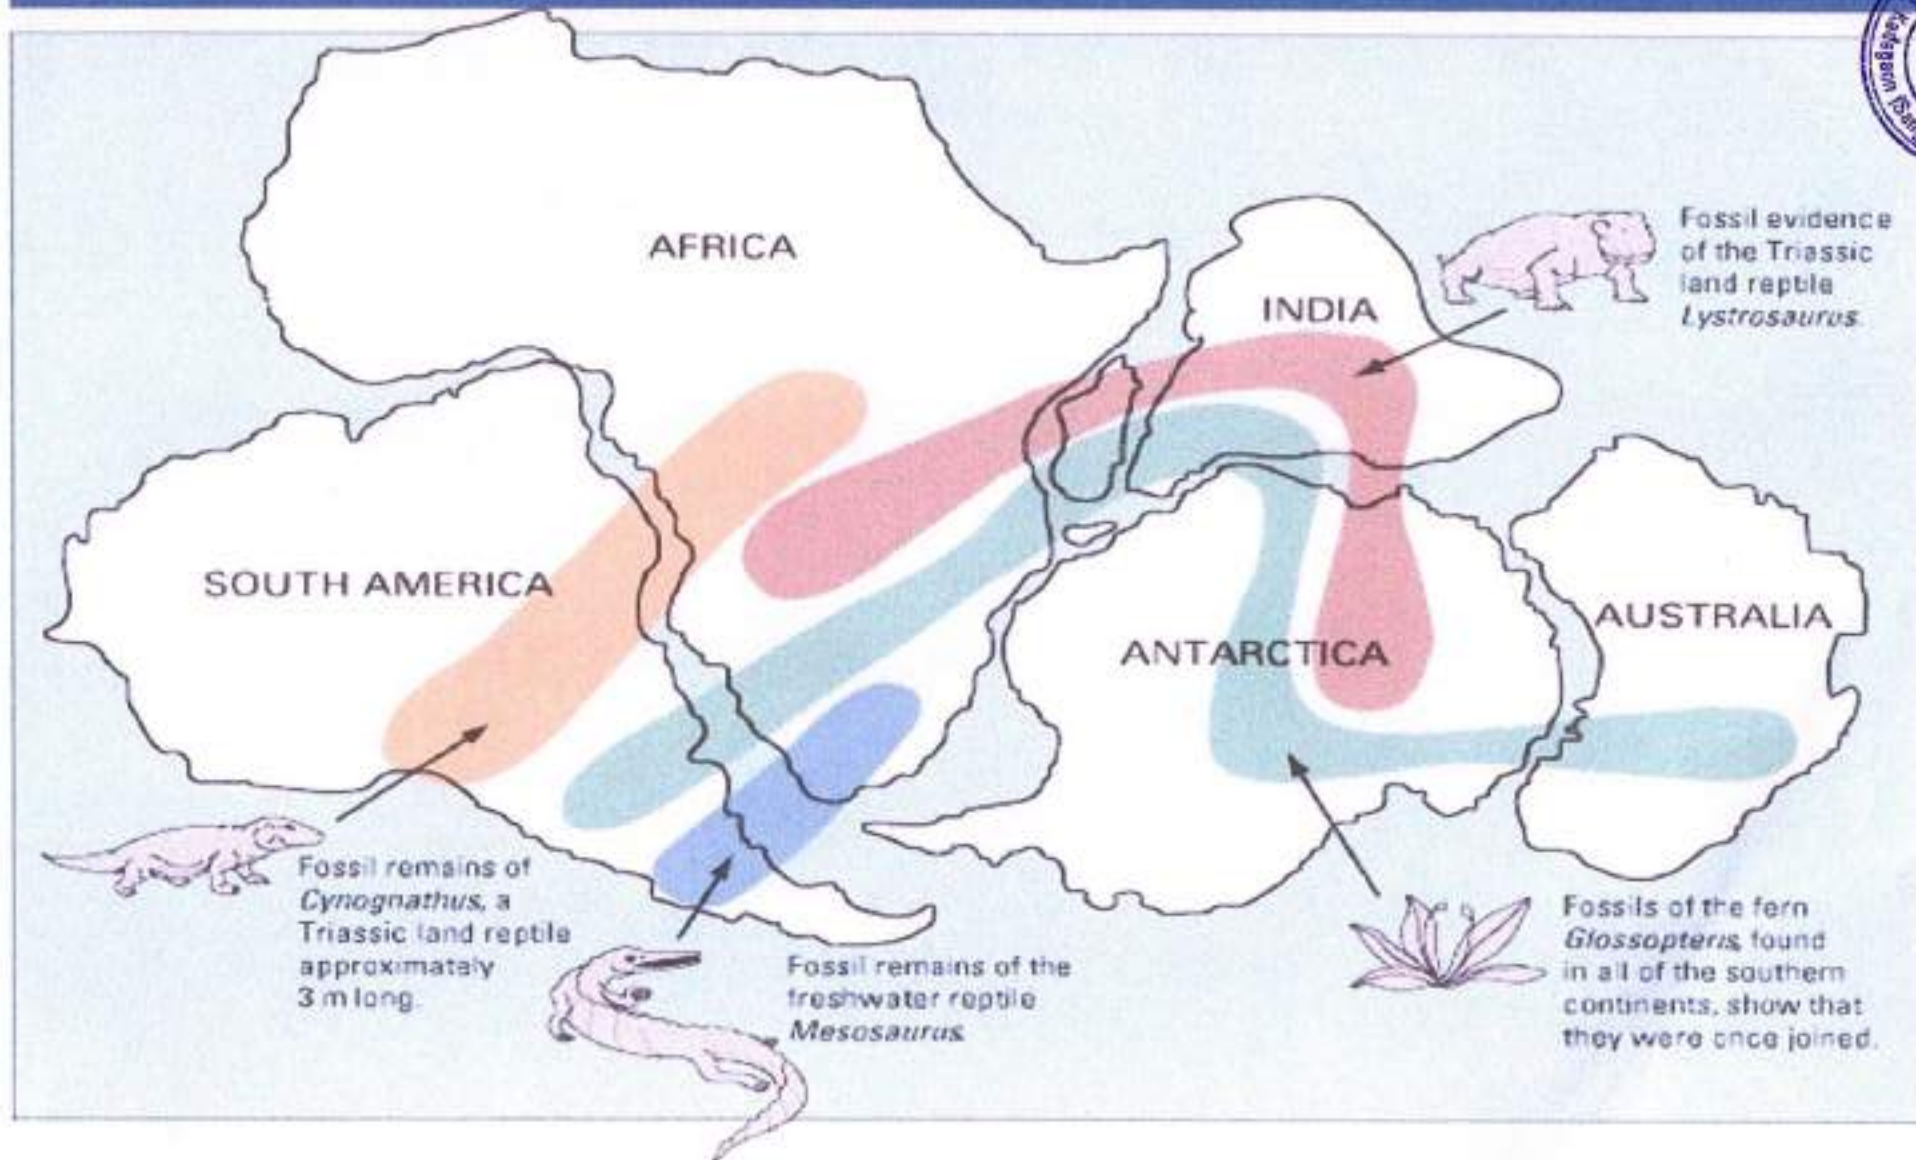 AFRICA
INDIA
Fossil evidence
of the Triassic
land reptile
Lystrosaurus.
SOUTH AMERICA
ANTARCTICA
AUSTRALIA
Fossil remains of
Cynognathus, a
Triassic land reptile
approximately
3 m long.
Fossil remains of the
freshwater reptile
Mesosaurus.
Fossils of the fern
Glossopteris, found
in all of the southern
continents, show that
they were once joined.